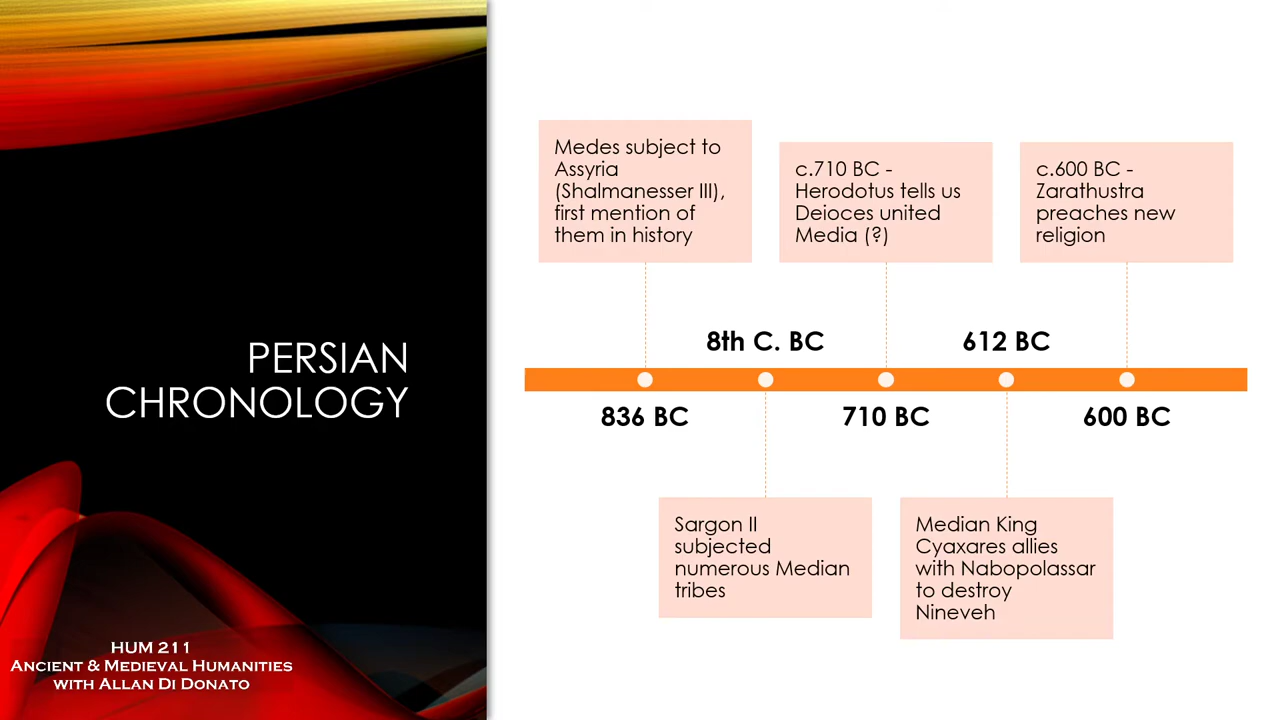 PERSIAN
CHRONOLOGY
HUM 211
Ancient & Medieval Humanities
with Allan Di Donato
Medes subject to
Assyria
(Shalmanesser III),
first mention of
them in history
c.710 BC -
Herodotus tells us
Deioces united
Media (?)
c.600 BC -
Zarathustra
preaches new
religion
8th C. BC
612 BC
836 BC
710 BC
600 BC
Sargon II
subjected
numerous Median
tribes
Median King
Cyaxares allies
with Nabopolassar
to destroy
Nineveh